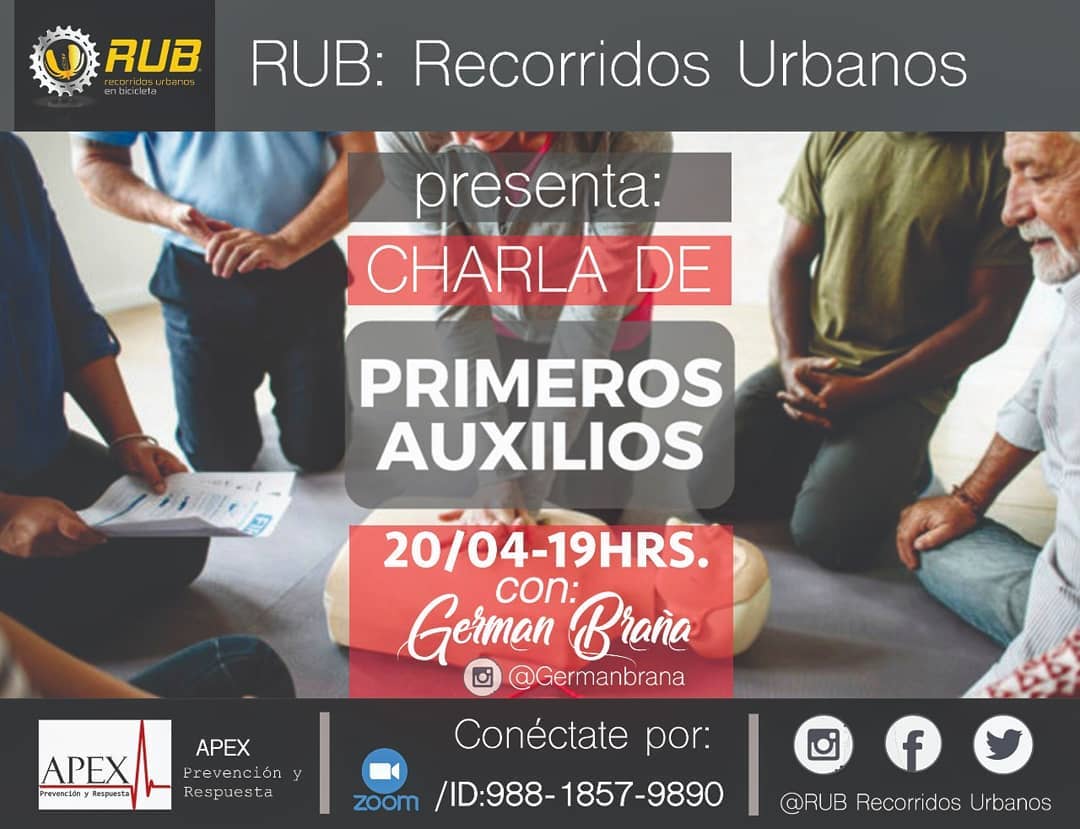 RUB
recorridos urbanos
en bicicleta
RUB: Recorridos Urbanos
presenta:
CHARLA DE
PRIMEROS
AUXILIOS
20/04-19HRS.
con:
German Braña
@Germanbrana
APEX
Prevención y Respuesta
APEX
Prevención y
Respuesta
Conéctate por:
zoom /ID:988-1857-9890
@RUB Recorridos Urbanos